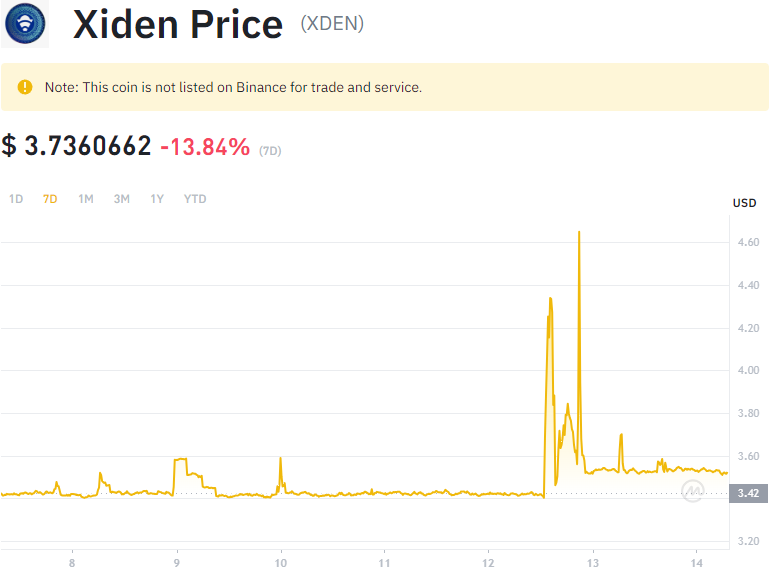 Xiden Price (XDEN)
Note: This coin is not listed on Binance for trade and service.
$ 3.7360662 -13.84% (7D)
1D 7D 1M 3M 1Y YTD
USD
4.60
4.40
4.20
4.00
3.80
3.60
3.42
3.20
8 9 10 11 12 13 14